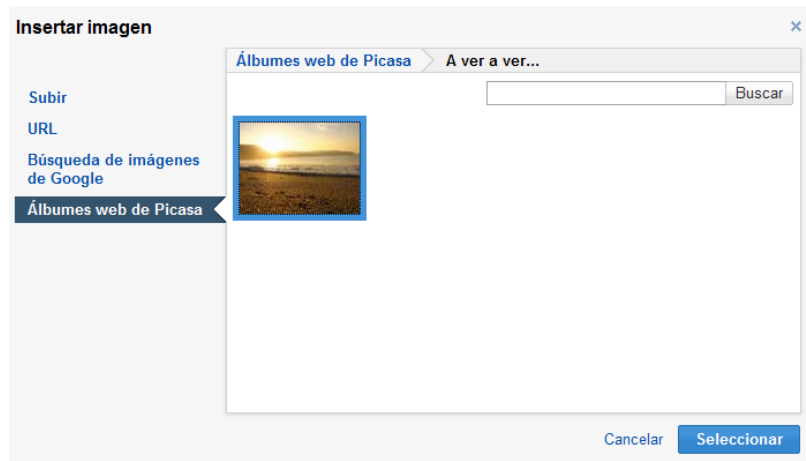 Insertar imagen
×
Álbumes web de Picasa A ver a ver...
Buscar
Subir
URL
Búsqueda de imágenes
de Google
Álbumes web de Picasa
Cancelar Seleccionar